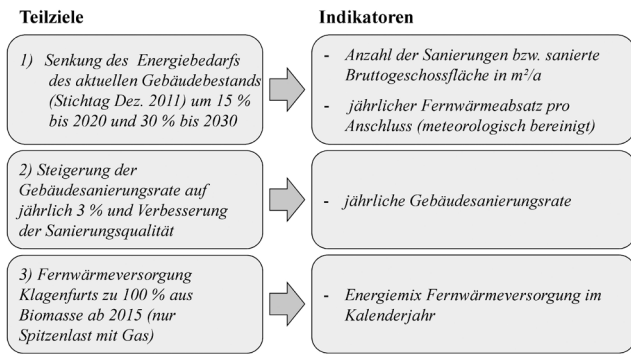 Teilziele
Indikatoren
1) Senkung des Energiebedarfs
des aktuellen Gebäudebestands
(Stichtag Dez. 2011) um 15 %
bis 2020 und 30 % bis 2030
- Anzahl der Sanierungen bzw. sanierte
Bruttogeschossfläche in m²/a
- jährlicher Fernwärmeabsatz pro
Anschluss (meteorologisch bereinigt)
2) Steigerung der
Gebäudesanierungsrate auf
jährlich 3 % und Verbesserung
der Sanierungsqualität
- jährliche Gebäudesanierungsrate
3) Fernwärmeversorgung
Klagenfurts zu 100 % aus
Biomasse ab 2015 (nur
Spitzenlast mit Gas)
- Energiemix Fernwärmeversorgung im
Kalenderjahr